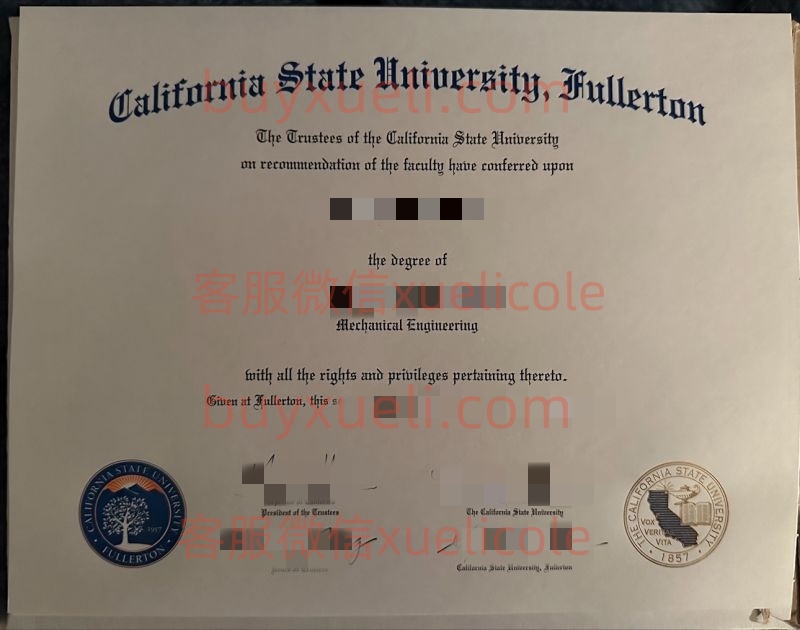 California State University, Fullerton
buyxueli.com
The Trustees of the California State University
on recommendation of the faculty have conferred upon
the degree of
客服微信xuelicole
Mechanical Engineering
with all the rights and privileges pertaining thereto.
Given at Fullerton, this
buyxueli.com
President of the Trustees
The California State University
客服微信xuelicole
California State University, Fullerton
CALIFORNIA STATE UNIVERSITY
1957
FULLERTON
THE CALIFORNIA STATE UNIVERSITY
VOX
VERI
VITA
1857